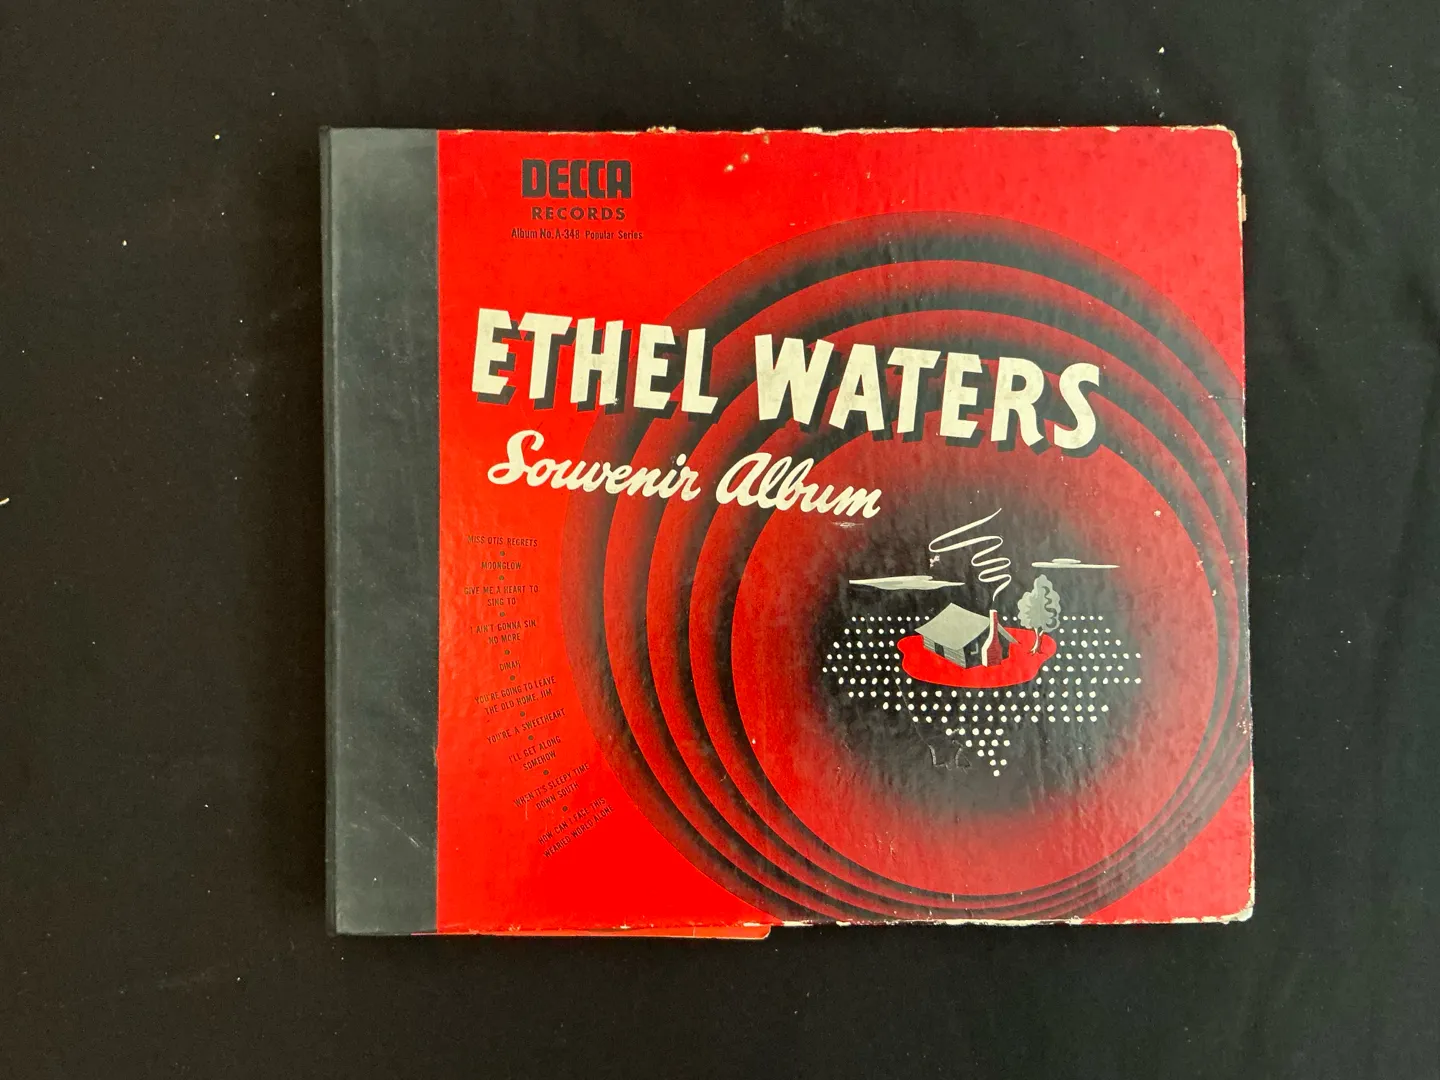 DECCA
RECORDS
Album No. A-348 Popular Series
ETHEL WATERS
Souvenir Album
MISS OTIS REGRETS
MOONGLOW
GIVE ME A HEART TO
SING TO
I AIN'T GONNA SIN
NO MORE
DINAH
YOU'RE GOING TO LEAVE
THE OLD HOME, JIM
YOU'RE A SWEETHEART
I'LL GET ALONG
SOMEHOW
WHEN IT'S SLEEPY TIME
DOWN SOUTH
HOW CAN I FACE THIS
WEARIED WORLD ALONE